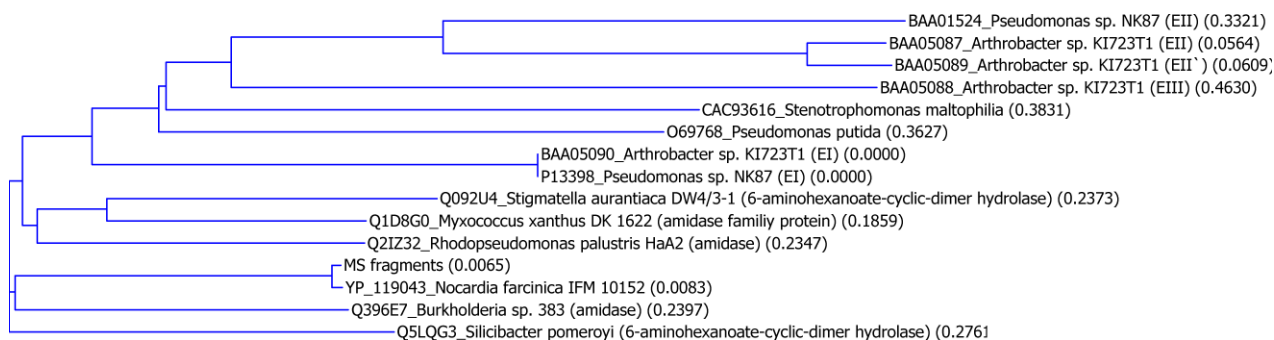 BAA01524_Pseudomonas sp. NK87 (EII) (0.3321)
BAA05087_Arthrobacter sp. KI723T1 (EII) (0.0564)
BAA05089_Arthrobacter sp. KI723T1 (EII`) (0.0609)
BAA05088_Arthrobacter sp. KI723T1 (EIII) (0.4630)
CAC93616_Stenotrophomonas maltophilia (0.3831)
O69768_Pseudomonas putida (0.3627)
BAA05090_Arthrobacter sp. KI723T1 (EI) (0.0000)
P13398_Pseudomonas sp. NK87 (EI) (0.0000)
Q092U4_Stigmatella aurantiaca DW4/3-1 (6-aminohexanoate-cyclic-dimer hydrolase) (0.2373)
Q1D8G0_Myxococcus xanthus DK 1622 (amidase familiy protein) (0.1859)
Q2IZ32_Rhodopseudomonas palustris HaA2 (amidase) (0.2347)
MS fragments (0.0065)
YP_119043_Nocardia farcinica IFM 10152 (0.0083)
Q396E7_Burkholderia sp. 383 (amidase) (0.2397)
Q5LQG3_Silicibacter pomeroyi (6-aminohexanoate-cyclic-dimer hydrolase) (0.2761